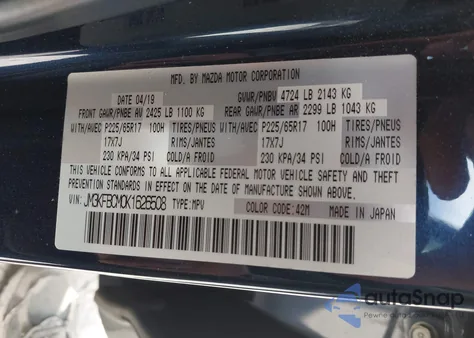 MFD. BY MAZDA MOTOR CORPORATION
DATE 04/19 GVWR/PNBV 4724 LB 2143 KG
FRONT GAWR/PNBE AV 2425 LB 1100 KG REAR GAWR/PNBE AR 2299 LB 1043 KG
WITH/AVEC P225/65R17 100H TIRES/PNEUS WITH/AVEC P225/65R17 100H TIRES/PNEUS
17X7J RIMS/JANTES 17X7J RIMS/JANTES
230 KPA/34 PSI 230 KPA/34 PSI
THIS VEHICLE CONFORMS TO ALL APPLICABLE FEDERAL MOTOR VEHICLE SAFETY, BUMPER, AND THEFT
PREVENTION STANDARDS IN EFFECT ON THE DATE OF MANUFACTURE SHOWN ABOVE.
VIN: JM3KFBCM0K1626508 TYPE: MPV COLOR CODE: 42M MADE IN JAPAN
autoSnap